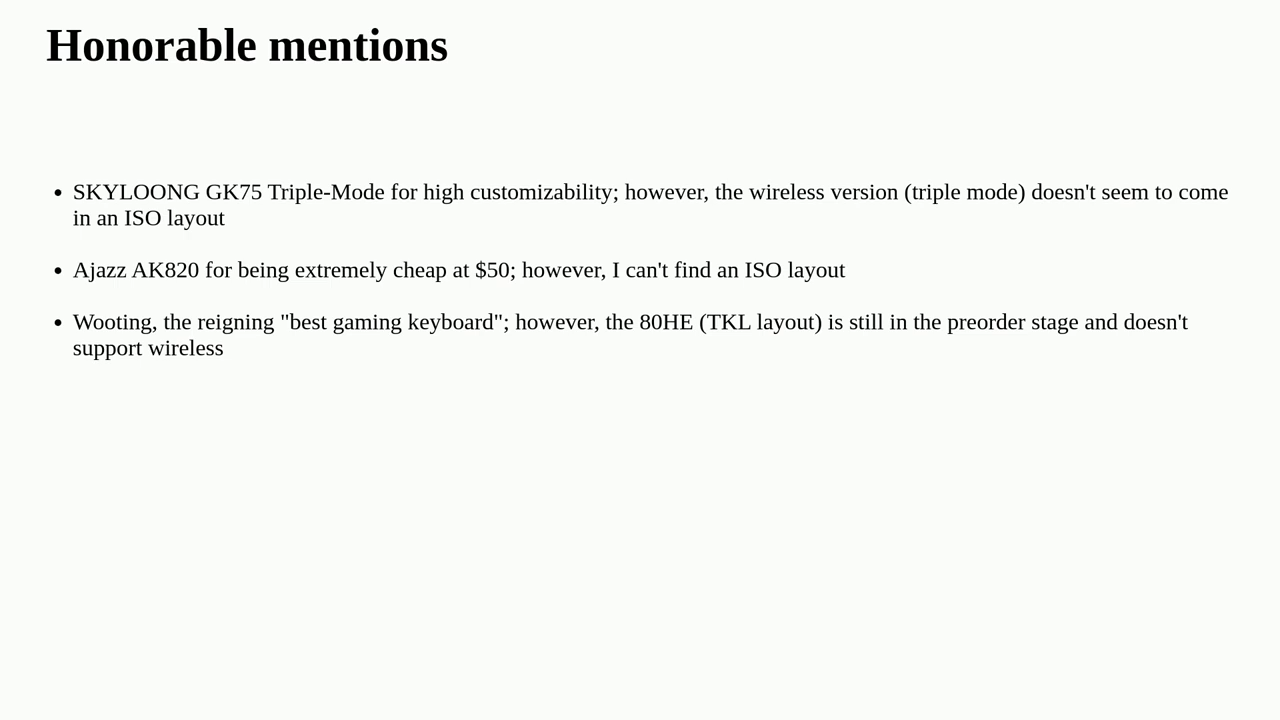 Honorable mentions
• SKYLOONG GK75 Triple-Mode for high customizability; however, the wireless version (triple mode) doesn't seem to come
in an ISO layout
• Ajazz AK820 for being extremely cheap at $50; however, I can't find an ISO layout
• Wooting, the reigning "best gaming keyboard"; however, the 80HE (TKL layout) is still in the preorder stage and doesn't
support wireless